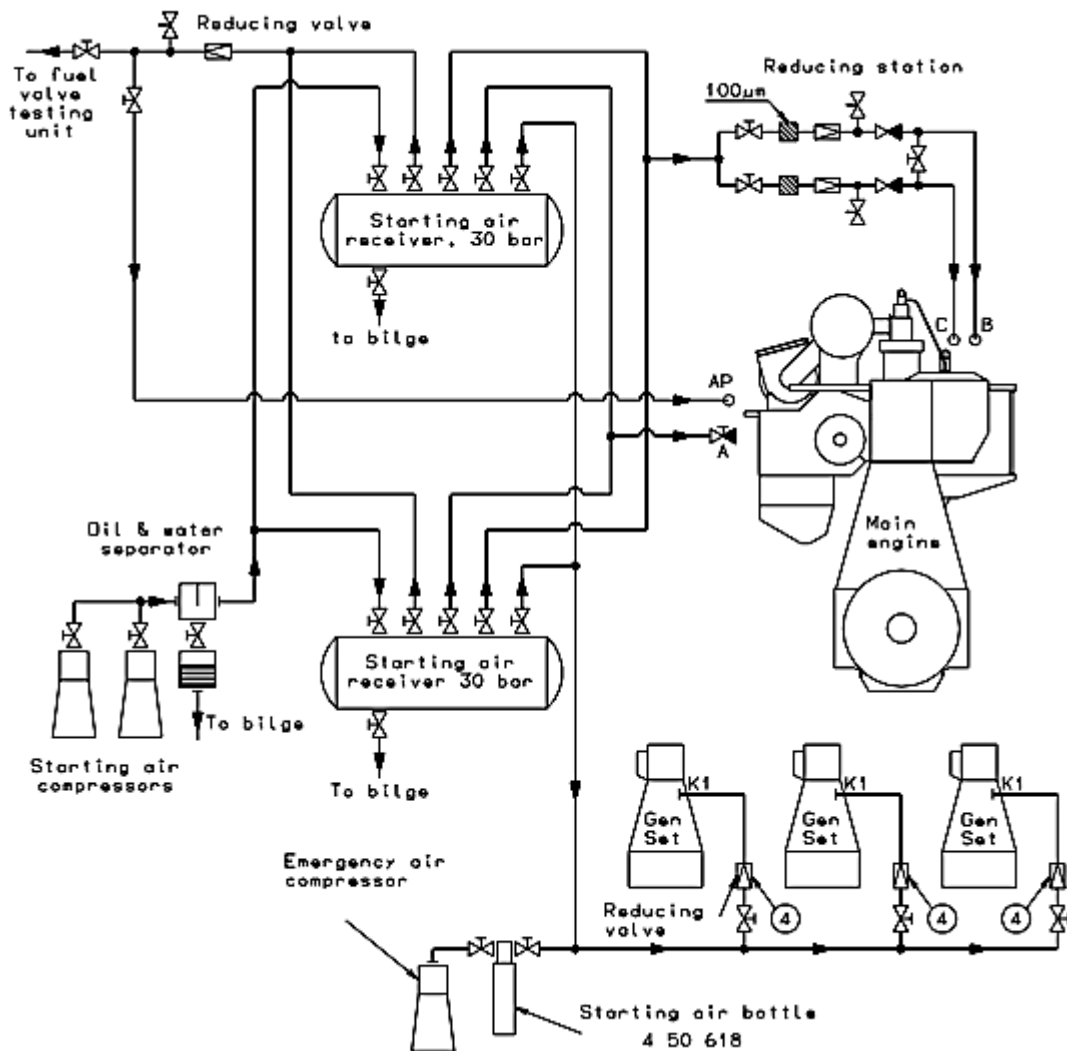 Reducing valve
To fuel
valve
testing
unit
Reducing station
100µm
Starting air
receiver, 30 bar
to bilge
C
B
AP
A
Main
engine
Oil & water
separator
Starting air
receiver 30 bar
To bilge
Starting air
compressors
To bilge
K1
K1
K1
Gen
Set
Gen
Set
Gen
Set
Emergency air
compressor
Reducing
valve
4
4
4
Starting air bottle
4 50 618